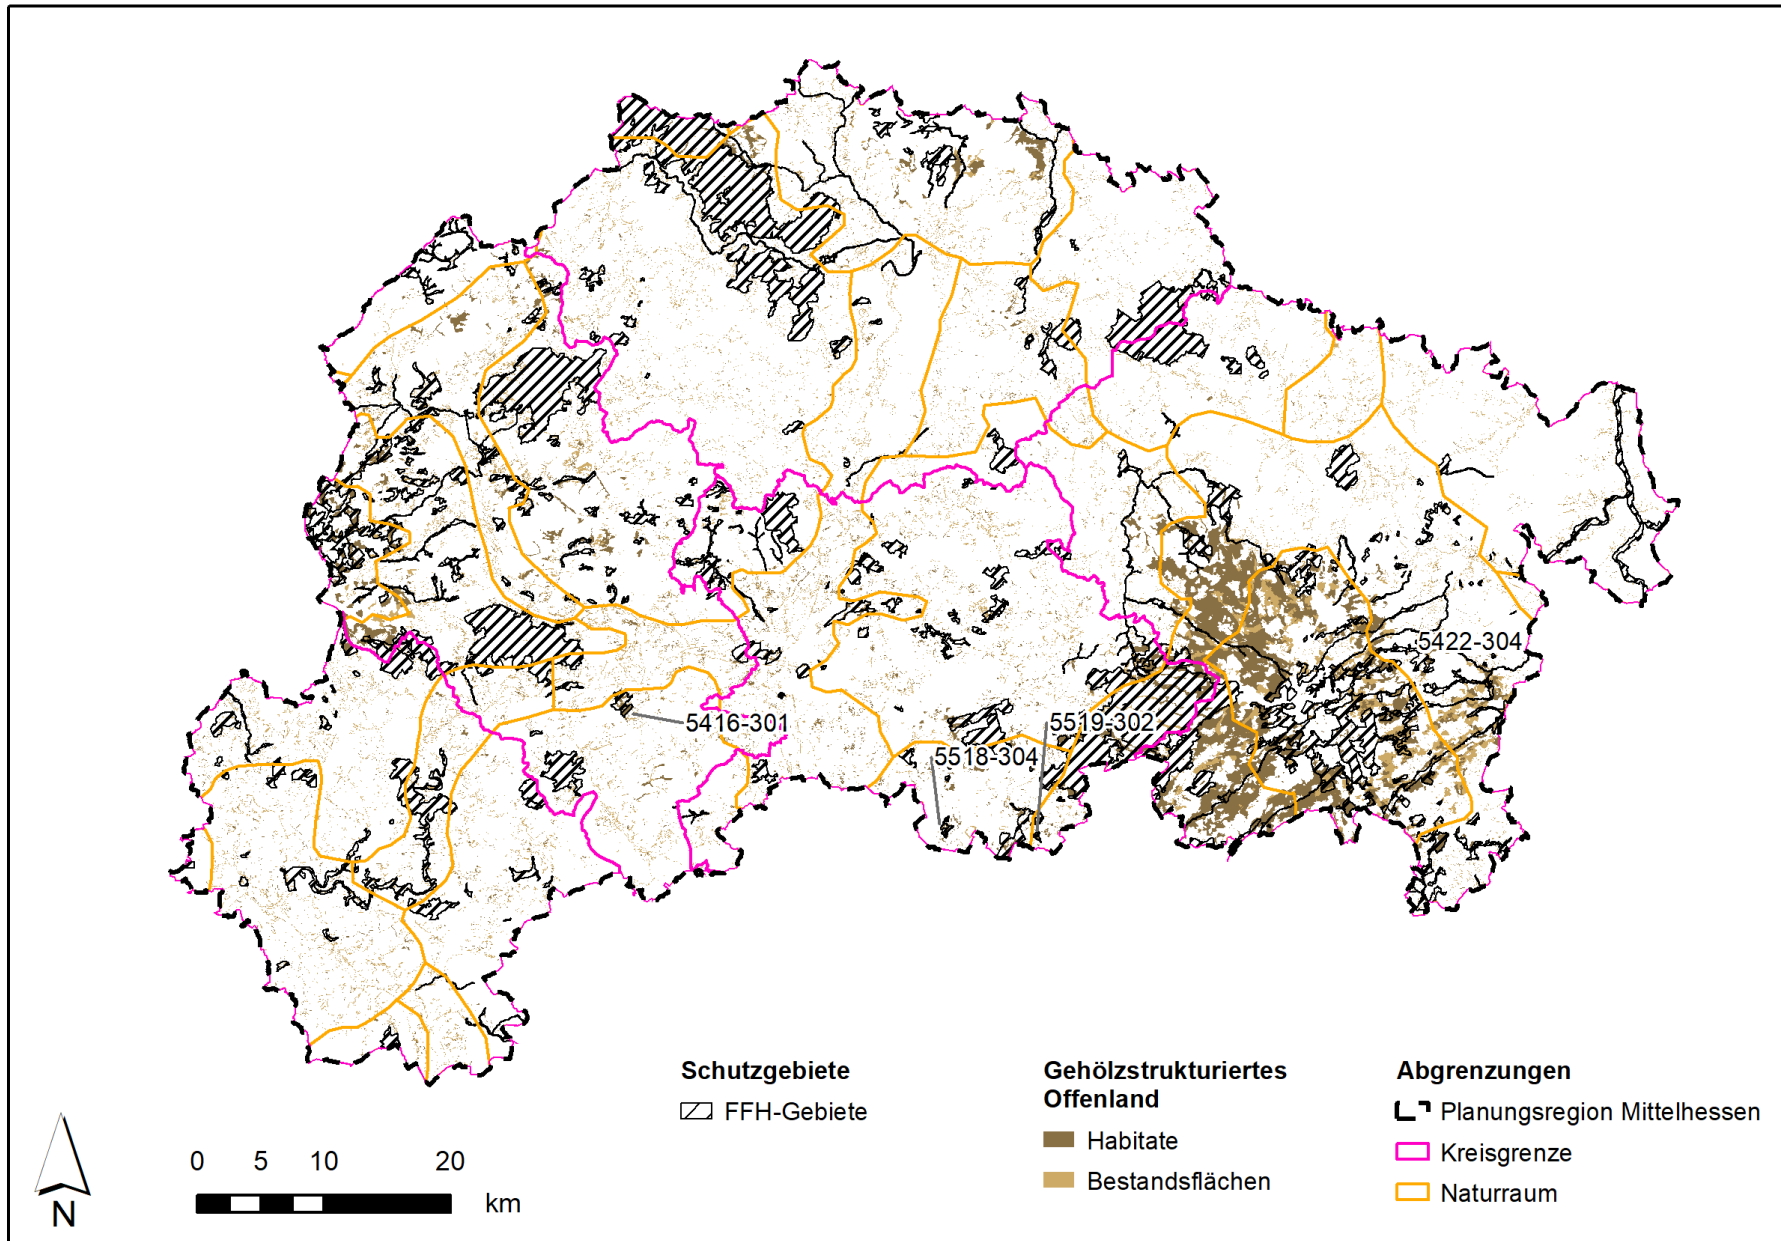 5422-304
5416-301
5519-302
5518-304
Schutzgebiete
FFH-Gebiete
Gehölzstrukturiertes
Offenland
Habitate
Bestandsflächen
Abgrenzungen
Planungsregion Mittelhessen
Kreisgrenze
Naturraum
N
0 5 10 20
km